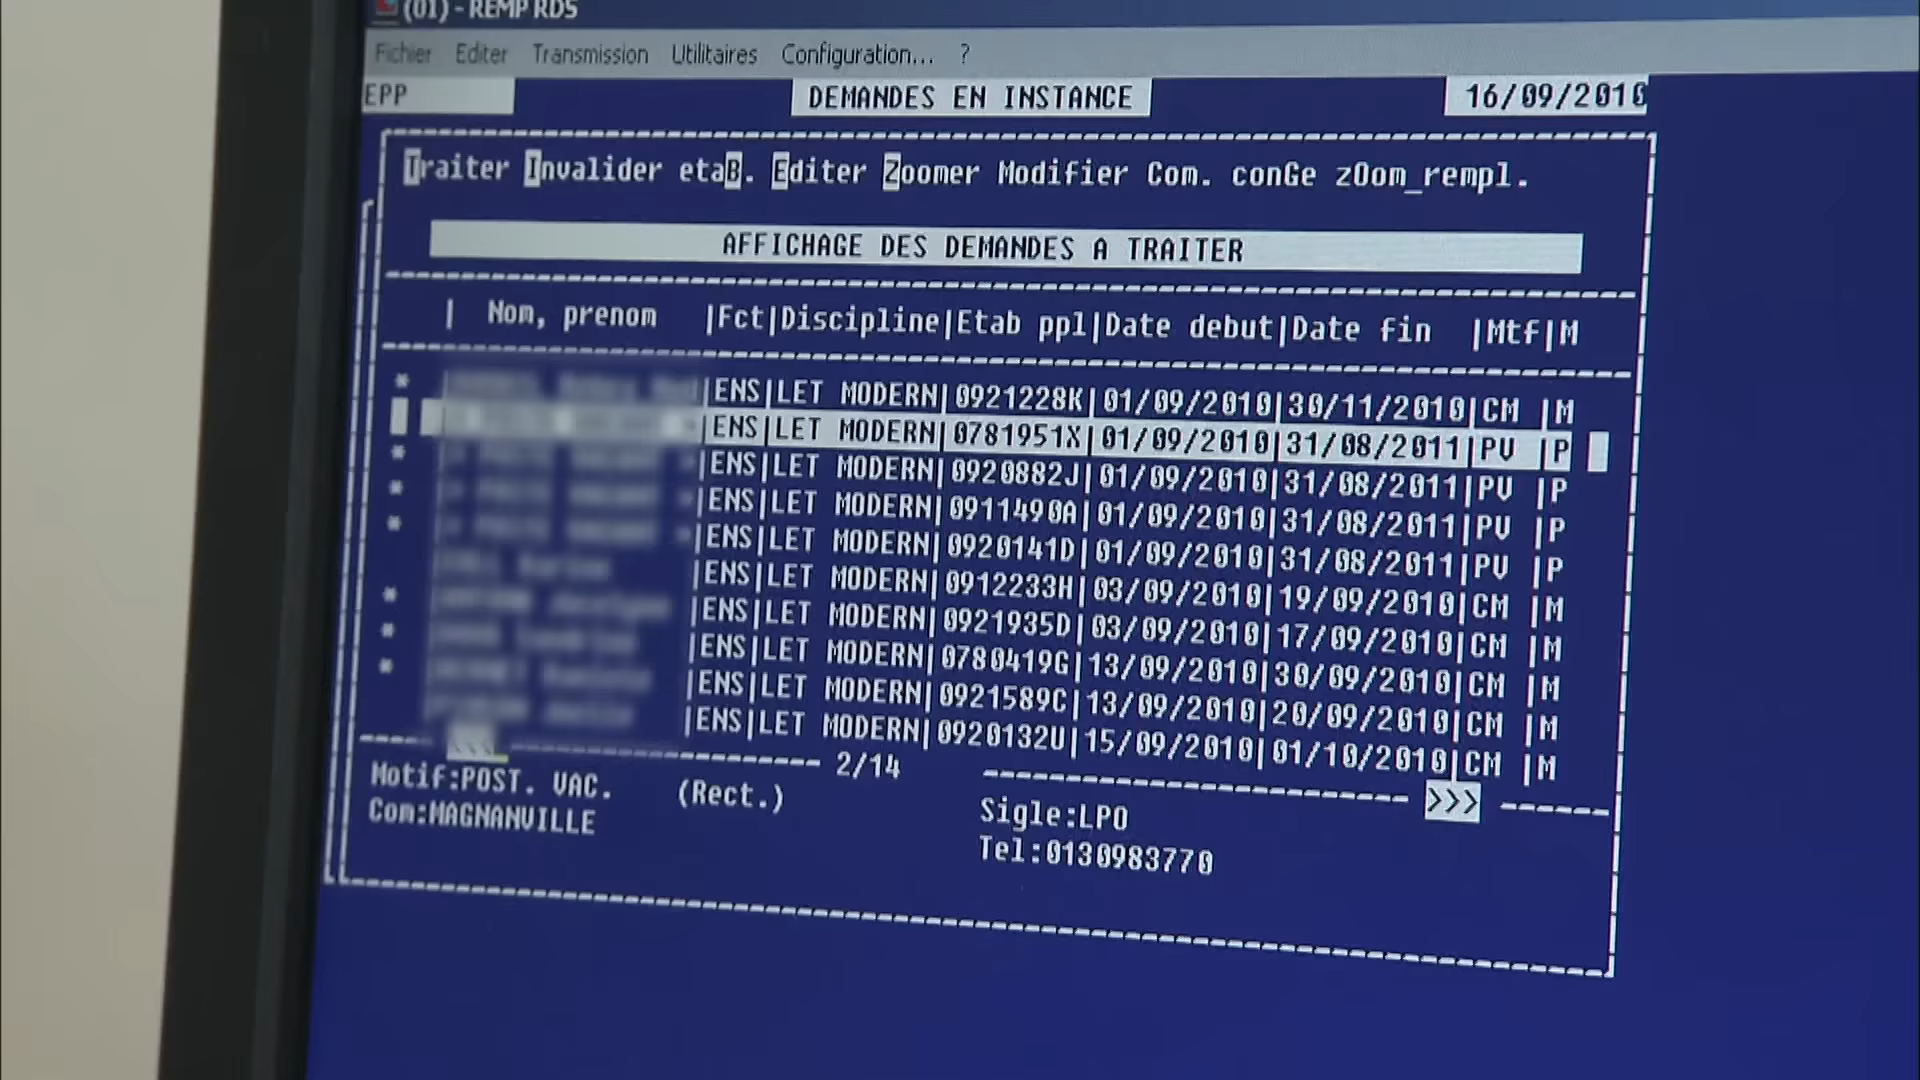 (01) - REMP RDS
Fichier Editer Transmission Utilitaires Configuration... ?
EPP DEMANDES EN INSTANCE 16/09/2010
Traiter Invalider etaB. Editer Zoomer Modifier Com. conGe zOom_rempl.
AFFICHAGE DES DEMANDES A TRAITER
| Nom, prenom |Fct|Discipline|Etab ppl|Date debut|Date fin |Mtf|M
* |ENS|LET MODERN|0921228K|01/09/2010|30/11/2010|CM |M
|ENS|LET MODERN|0781951X|01/09/2010|31/08/2011|PV |P
* |ENS|LET MODERN|0920882J|01/09/2010|31/08/2011|PV |P
* |ENS|LET MODERN|0911490A|01/09/2010|31/08/2011|PV |P
* |ENS|LET MODERN|0920141D|01/09/2010|31/08/2011|PV |P
|ENS|LET MODERN|0912233H|03/09/2010|19/09/2010|CM |M
* |ENS|LET MODERN|0921935D|03/09/2010|17/09/2010|CM |M
* |ENS|LET MODERN|0780419G|13/09/2010|30/09/2010|CM |M
* |ENS|LET MODERN|0921589C|13/09/2010|20/09/2010|CM |M
|ENS|LET MODERN|0920132U|15/09/2010|01/10/2010|CM |M
2/14 >>>
Motif:POST. VAC. (Rect.) Sigle:LPO
Com:MAGNANVILLE Tel:0130983770